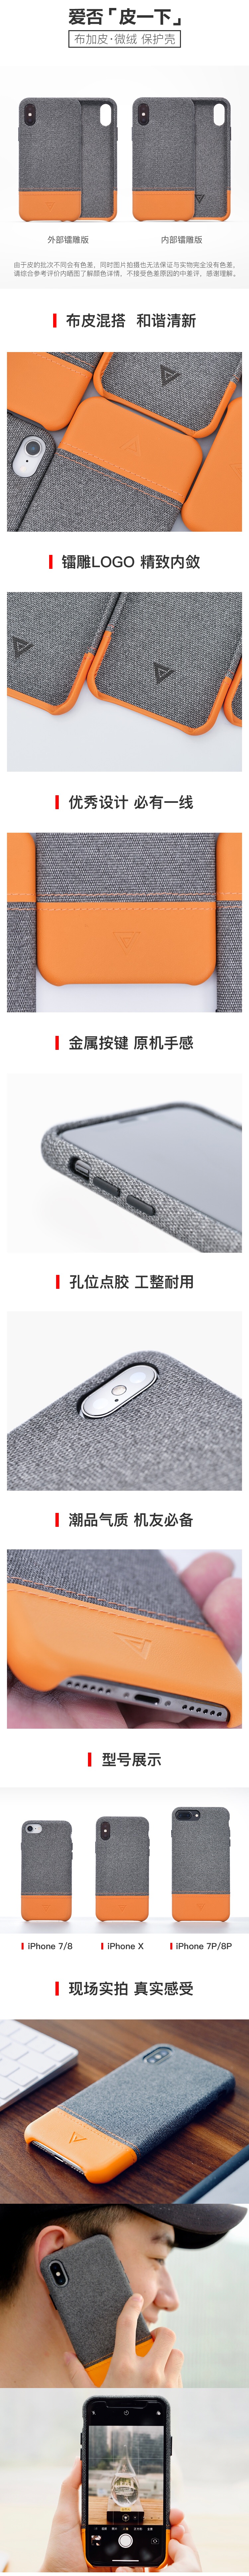 爱否「皮一下」
布加皮·微绒 保护壳
外部镭雕版
内部镭雕版
由于皮的批次不同会有色差，同时图片拍摄也无法保证与实物完全没有色差，
请综合参考评价内晒图了解颜色详情，不接受色差原因的中差评，感谢理解。
布皮混搭 和谐清新
镭雕LOGO 精致内敛
优秀设计 必有一线
金属按键 原机手感
孔位点胶 工整耐用
潮品气质 机友必备
型号展示
iPhone 7/8
iPhone X
iPhone 7P/8P
现场实拍 真实感受